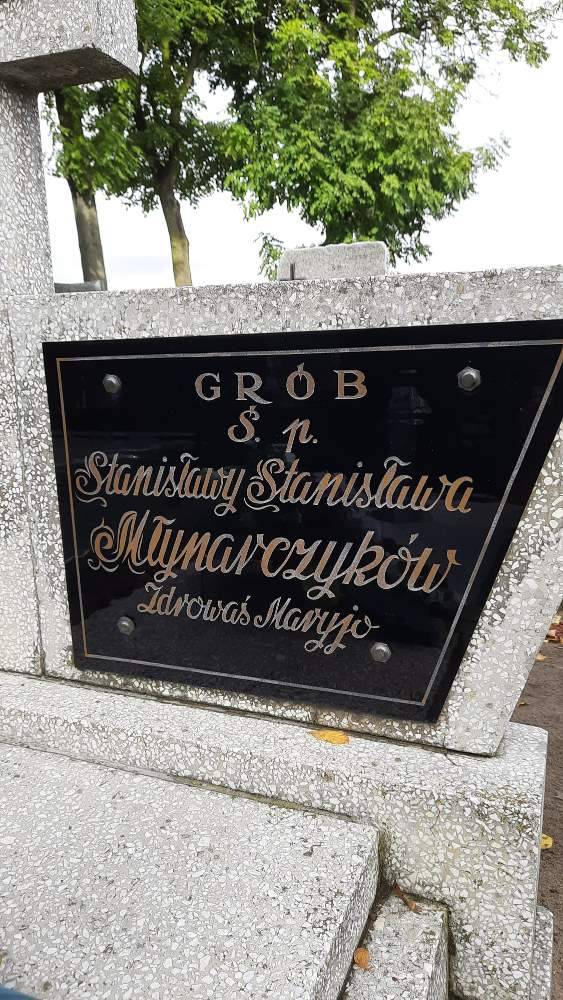 GRÓB
Ś. p.
Stanisławy Stanisława
Młynarczyków
Zdrowaś Maryjo